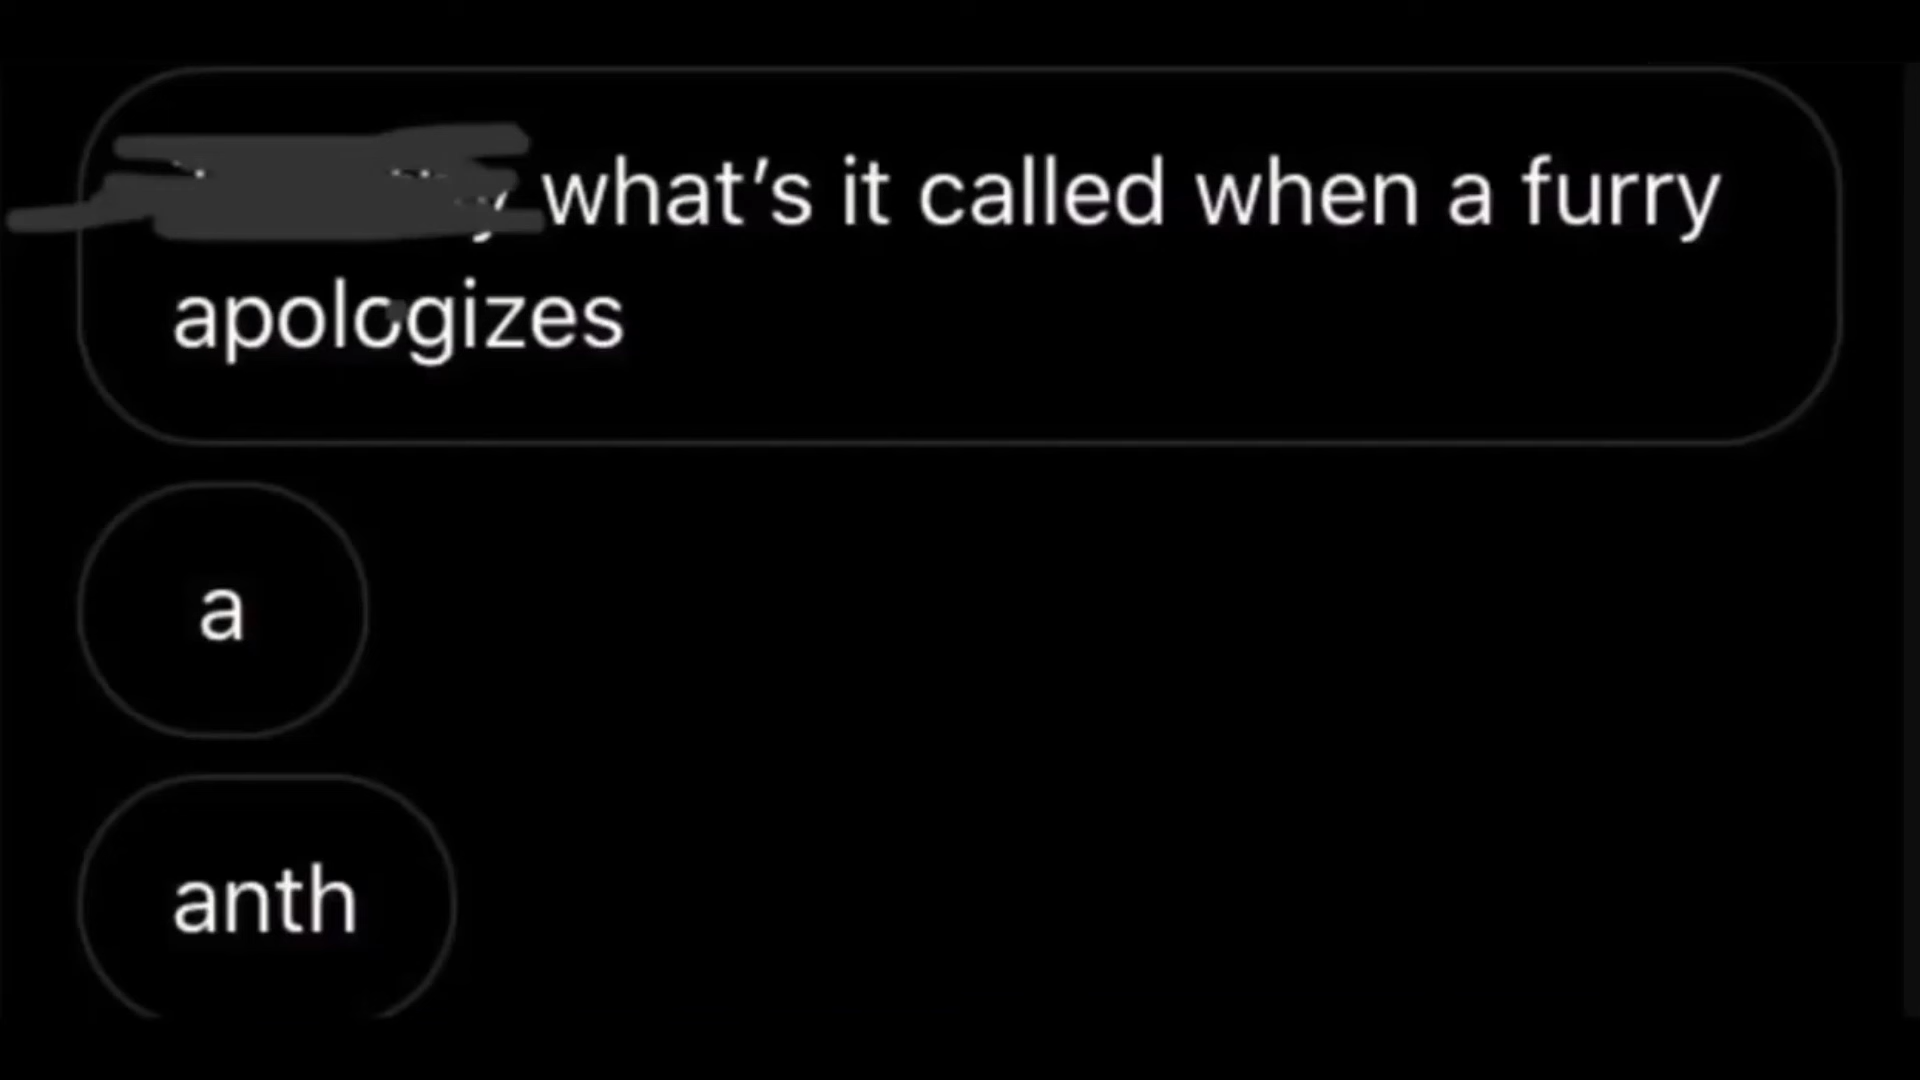 what's it called when a furry
apologizes
a
anth